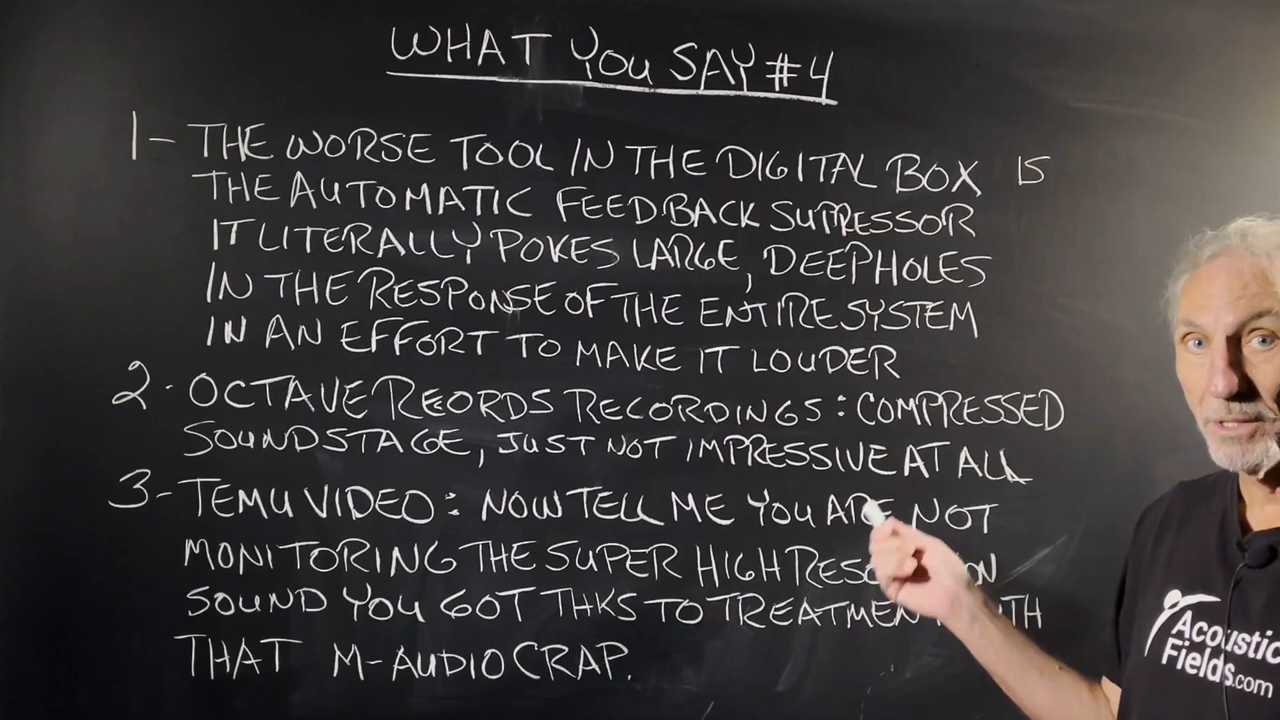 WHAT YOU SAY #4
1 - THE WORSE TOOL IN THE DIGITAL BOX IS
THE AUTOMATIC FEEDBACK SUPPRESSOR
IT LITERALLY POKES LARGE, DEEP HOLES
IN THE RESPONSE OF THE ENTIRE SYSTEM
IN AN EFFORT TO MAKE IT LOUDER
2 - OCTAVE REORDS RECORDINGS : COMPRESSED
SOUNDSTAGE, JUST NOT IMPRESSIVE AT ALL
3 - TEMU VIDEO : NOW TELL ME YOU ARE NOT
MONITORING THE SUPER HIGH
SOUND YOU GOT THKS TO
THAT M-AUDIO CRAP.
Acoustic
Fields.com